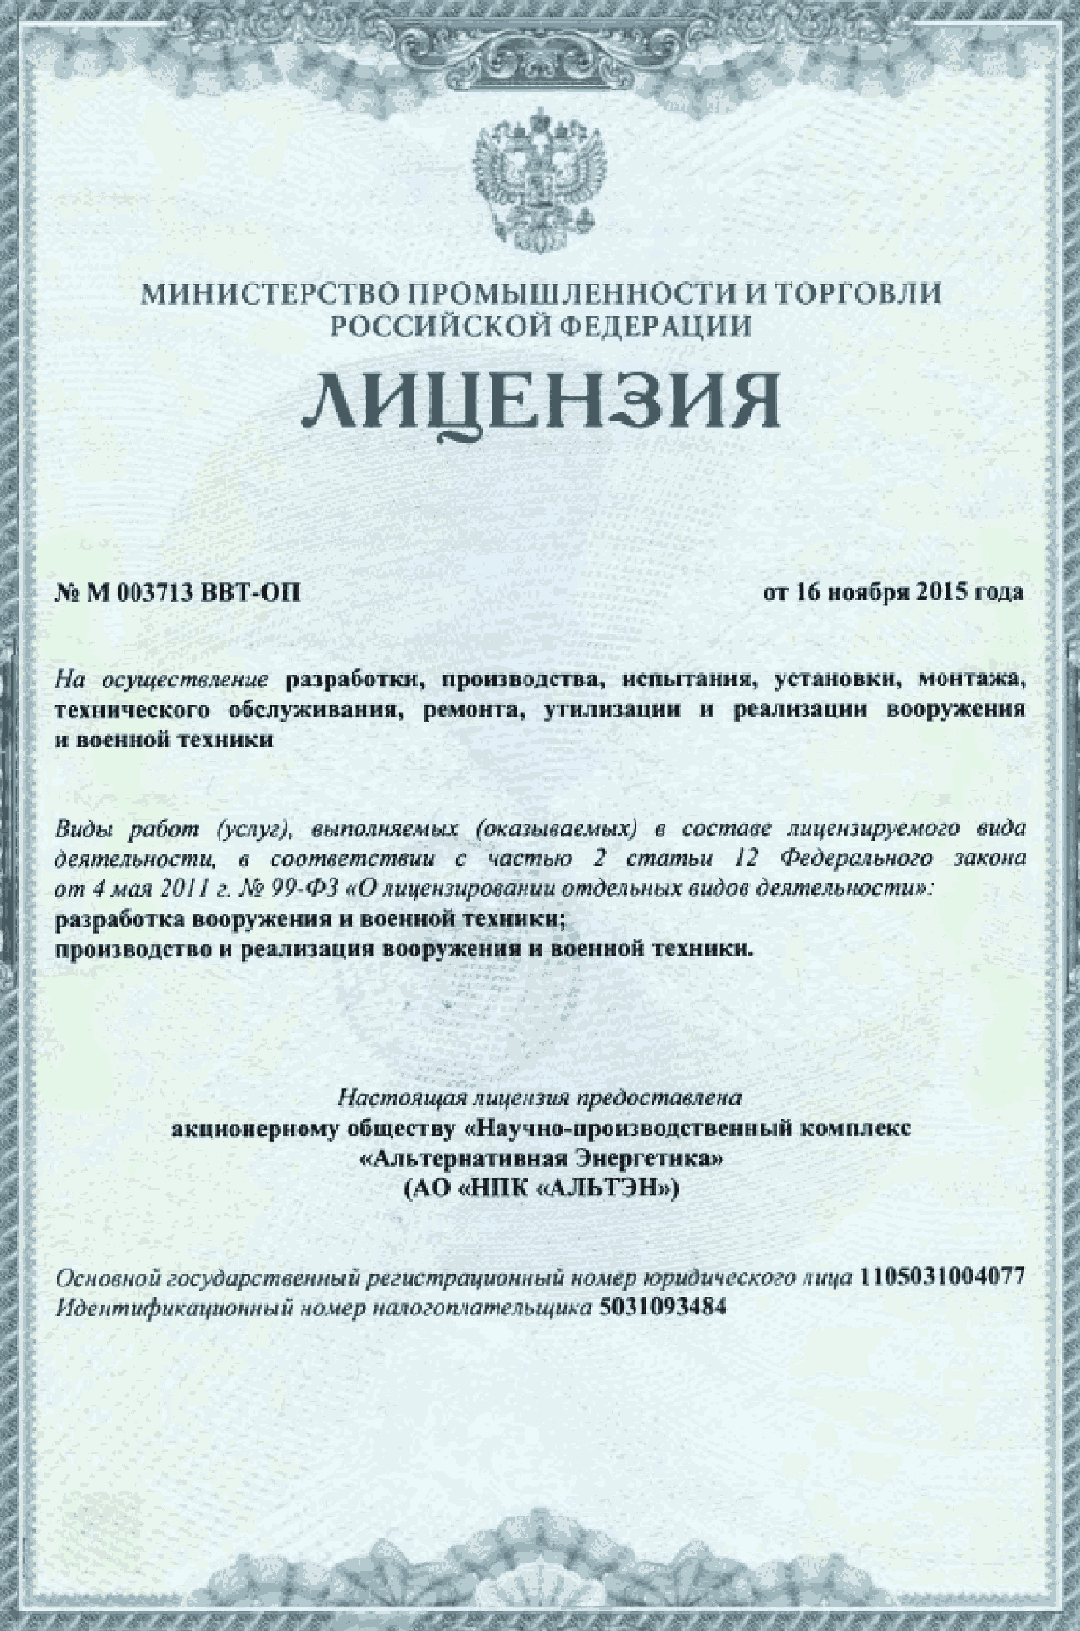 МИНИСТЕРСТВО ПРОМЫШЛЕННОСТИ И ТОРГОВЛИ
РОССИЙСКОЙ ФЕДЕРАЦИИ
ЛИЦЕНЗИЯ
№ М 003713 ВВТ-ОП
от 16 ноября 2015 года
На осуществление разработки, производства, испытания, установки, монтажа,
технического обслуживания, ремонта, утилизации и реализации вооружения
и военной техники
Виды работ (услуг), выполняемых (оказываемых) в составе лицензируемого вида
деятельности, в соответствии с частью 2 статьи 12 Федерального закона
от 4 мая 2011 г. № 99-ФЗ «О лицензировании отдельных видов деятельности»:
разработка вооружения и военной техники;
производство и реализация вооружения и военной техники.
Настоящая лицензия предоставлена
акционерному обществу «Научно-производственный комплекс
«Альтернативная Энергетика»
(АО «НПК «АЛЬТЭН»)
Основной государственный регистрационный номер юридического лица 1105031004077
Идентификационный номер налогоплательщика 5031093484